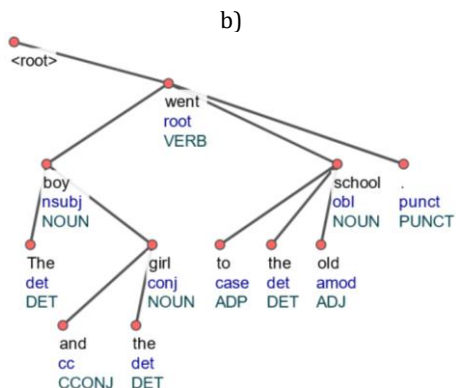 b)
<root>
went
root
VERB
boy
nsubj
NOUN
school
obl
NOUN
.
punct
PUNCT
The
det
DET
girl
conj
NOUN
to
case
ADP
the
det
DET
old
amod
ADJ
and
cc
CCONJ
the
det
DET